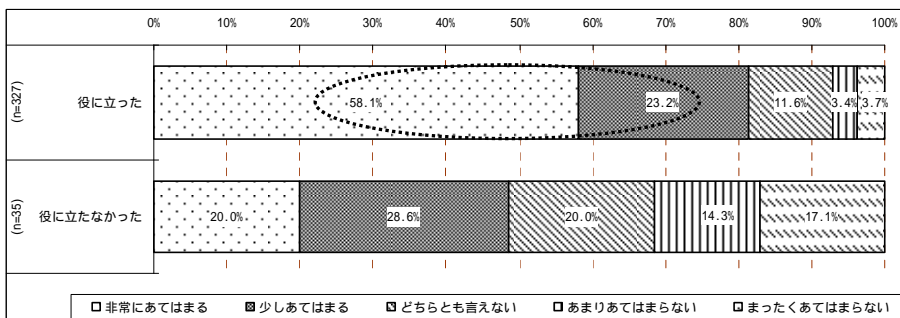 0% 10% 20% 30% 40% 50% 60% 70% 80% 90% 100%
(n=327) 役に立った 58.1% 23.2% 11.6% 3.4% 3.7%
(n=35) 役に立たなかった 20.0% 28.6% 20.0% 14.3% 17.1%
非常にあてはまる 少しあてはまる どちらとも言えない あまりあてはまらない まったくあてはまらない